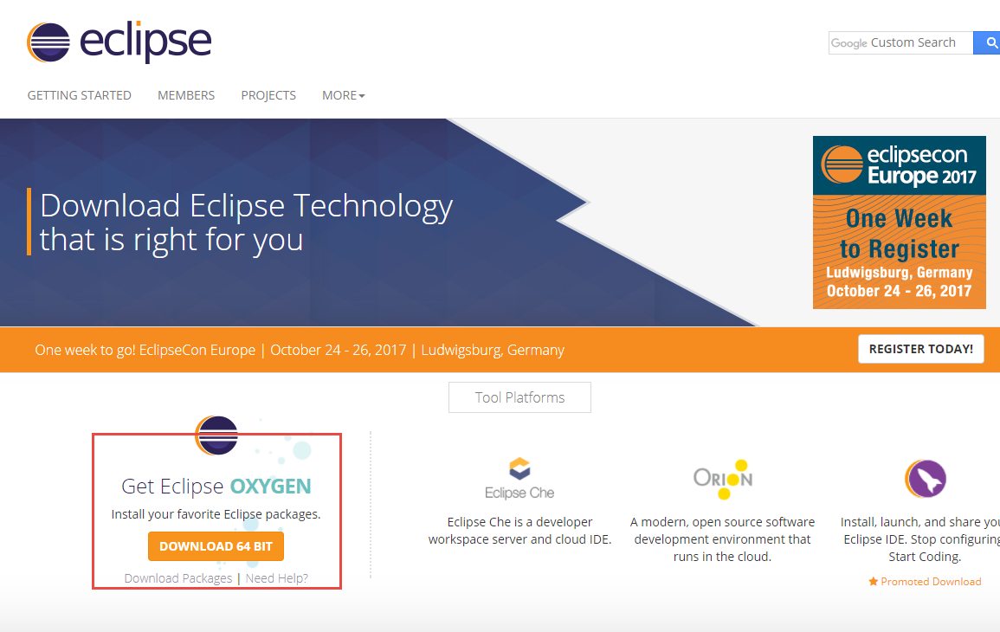 eclipse
Google Custom Search
GETTING STARTED MEMBERS PROJECTS MORE
Download Eclipse Technology
that is right for you
eclipsecon
Europe 2017
One Week
to Register
Ludwigsburg, Germany
October 24 - 26, 2017
One week to go! EclipseCon Europe | October 24 - 26, 2017 | Ludwigsburg, Germany
REGISTER TODAY!
Tool Platforms
Get Eclipse OXYGEN
Install your favorite Eclipse packages.
DOWNLOAD 64 BIT
Download Packages | Need Help?
Eclipse Che
Eclipse Che is a developer
workspace server and cloud IDE.
ORION
A modern, open source software
development environment that
runs in the cloud.
Install, launch, and share you
Eclipse IDE. Stop configuring
Start Coding.
Promoted Download